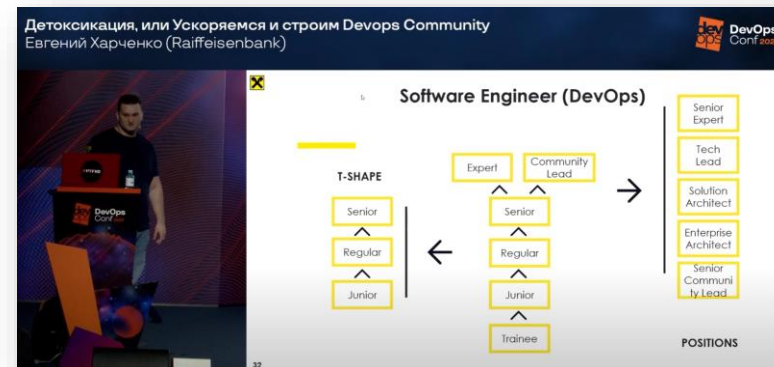 Детоксикация, или Ускоряемся и строим Devops Community
Евгений Харченко (Raiffeisenbank)
DevOps
Conf
Software Engineer (DevOps)
T-SHAPE
Senior
Regular
Junior
Expert
Community
Lead
Senior
Regular
Junior
Trainee
Senior
Expert
Tech
Lead
Solution
Architect
Enterprise
Architect
Senior
Communi
ty Lead
POSITIONS
DevOps
Conf
32